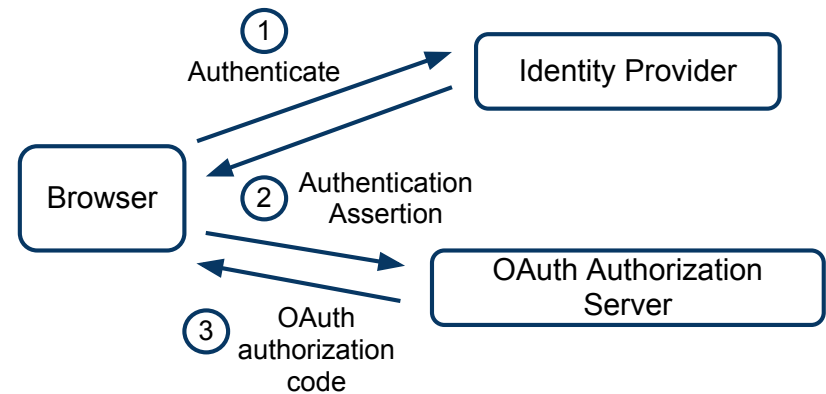 1
Authenticate
Identity Provider
Browser
2
Authentication
Assertion
OAuth Authorization
Server
3
OAuth
authorization
code